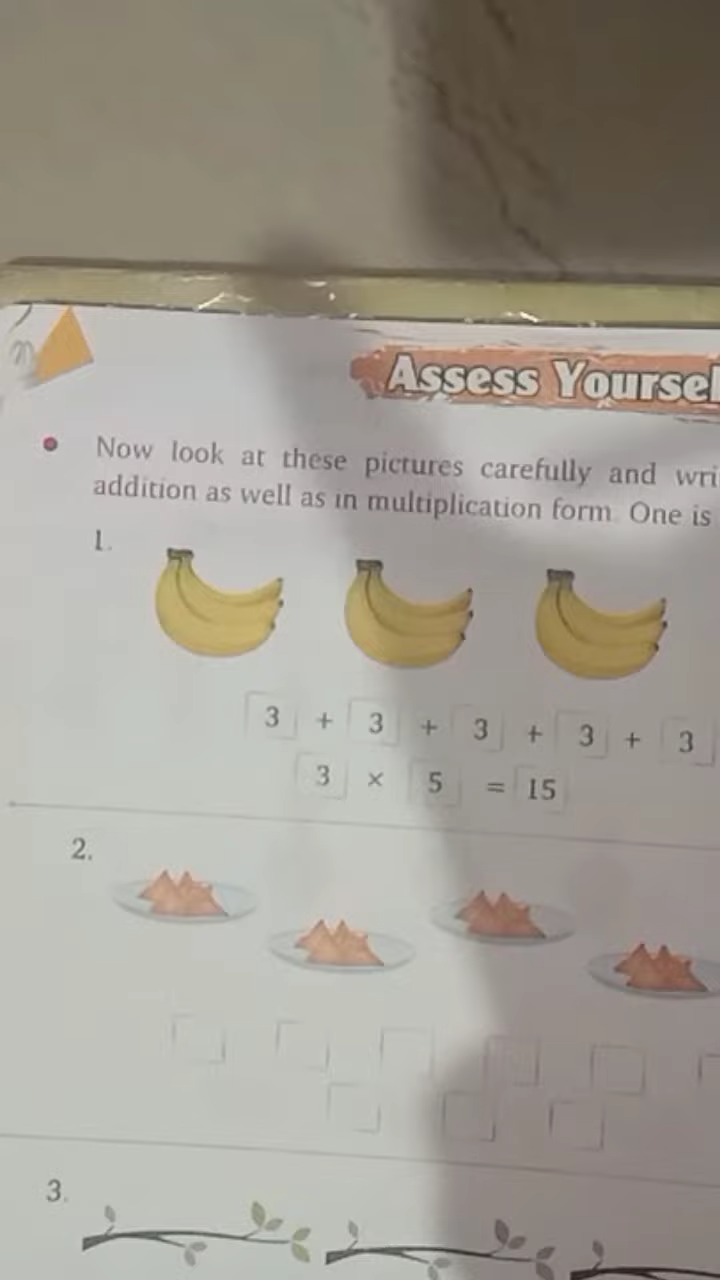 Assess Yoursel
Now look at these pictures carefully and wri
addition as well as in multiplication form. One is
1.
3 + 3 + 3 + 3 + 3
3 × 5 = 15
2.
3.